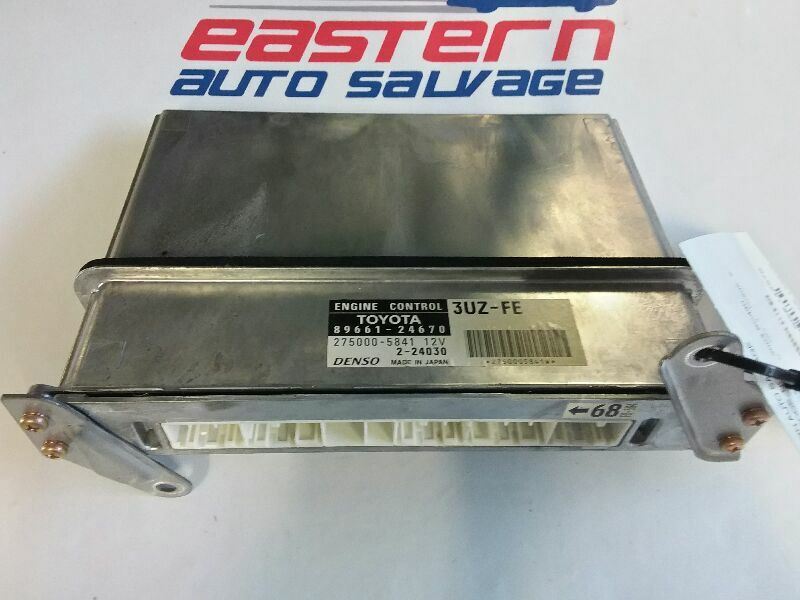 eastern
AUTO SALVAGE
ENGINE CONTROL
3UZ-FE
TOYOTA
89661-24670
275000-5841 12V
2-24030
DENSO MADE IN JAPAN
*2750005841W*
←68